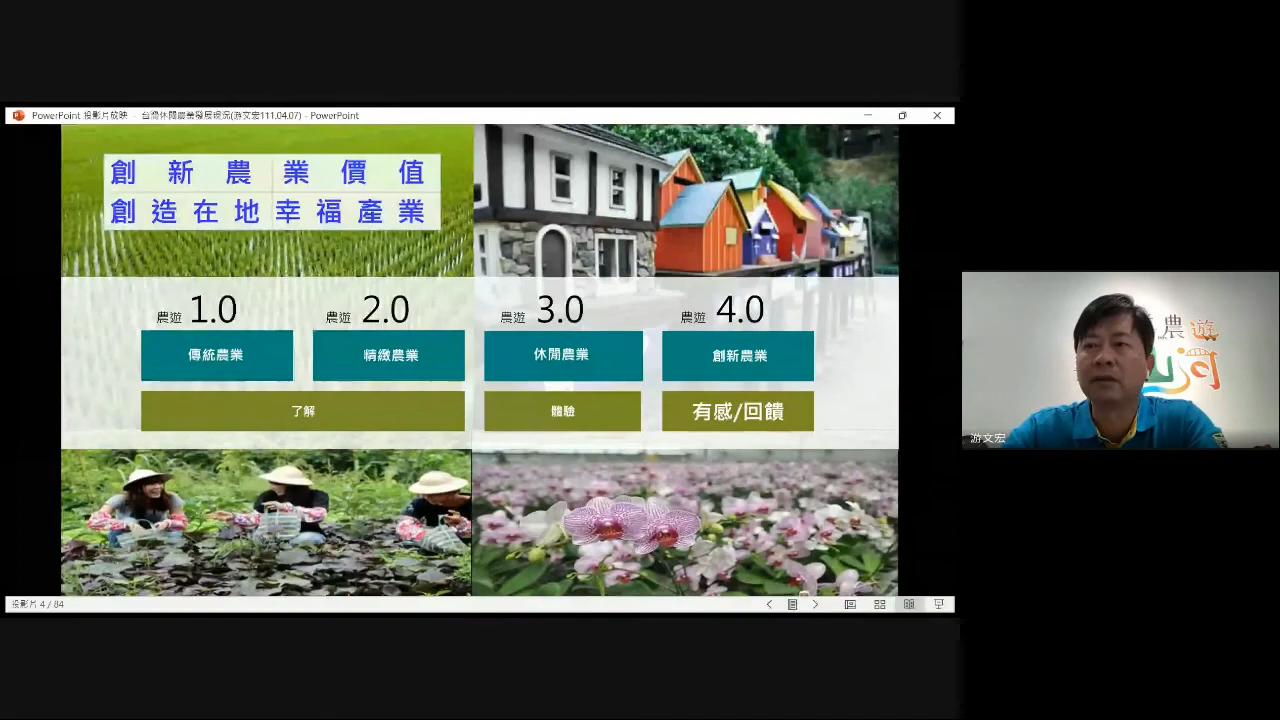 PowerPoint 投影片放映 - 台灣休閒農業發展現況(游文宏111.04.07) - PowerPoint
創新農業價值
創造在地幸福產業
農遊 1.0
農遊 2.0
農遊 3.0
農遊 4.0
傳統農業
精緻農業
休閒農業
創新農業
了解
體驗
有感/回饋
農遊
河
游文宏
投影片 4 / 84